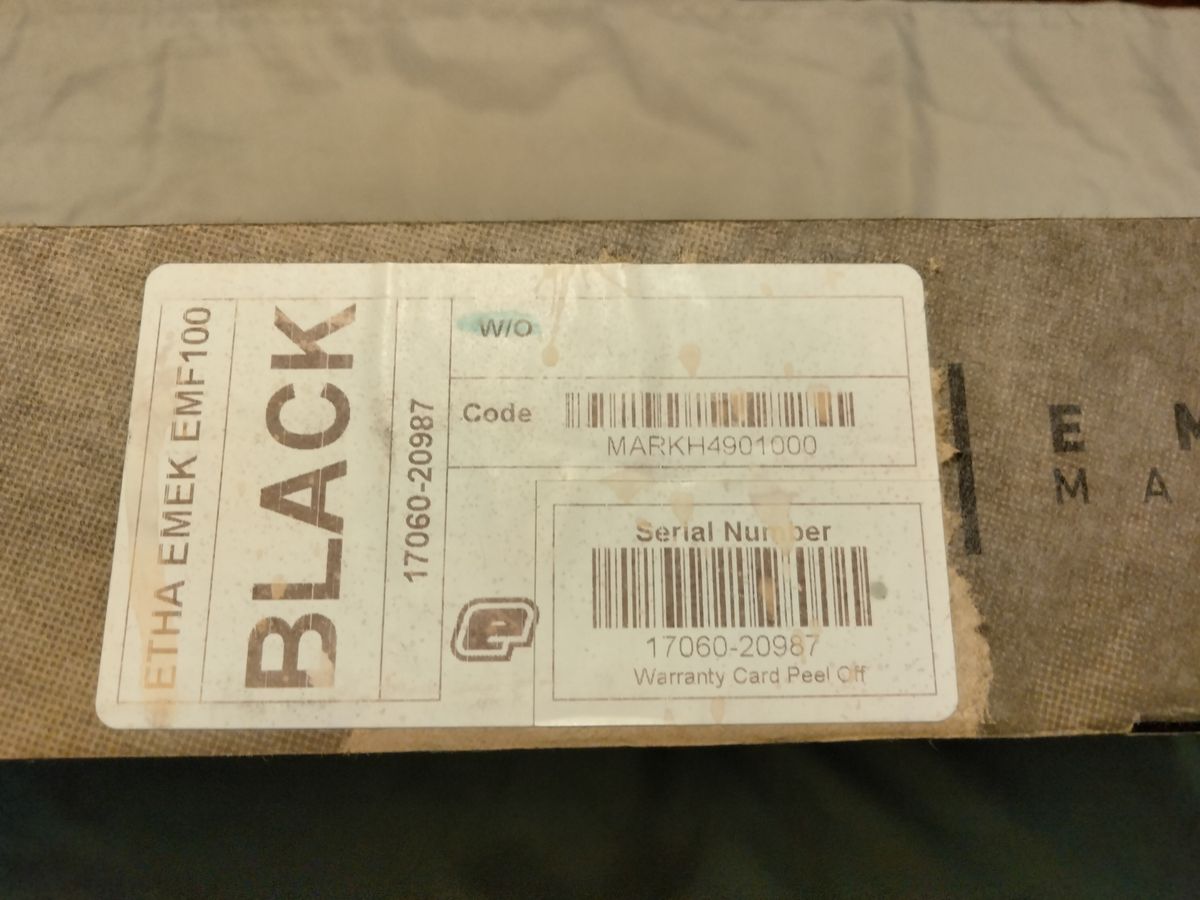 ETHA EMEK EMF100
BLACK
17060-20987
W/O
Code
MARKH4901000
e
Serial Number
17060-20987
Warranty Card Peel Off
E M
M A